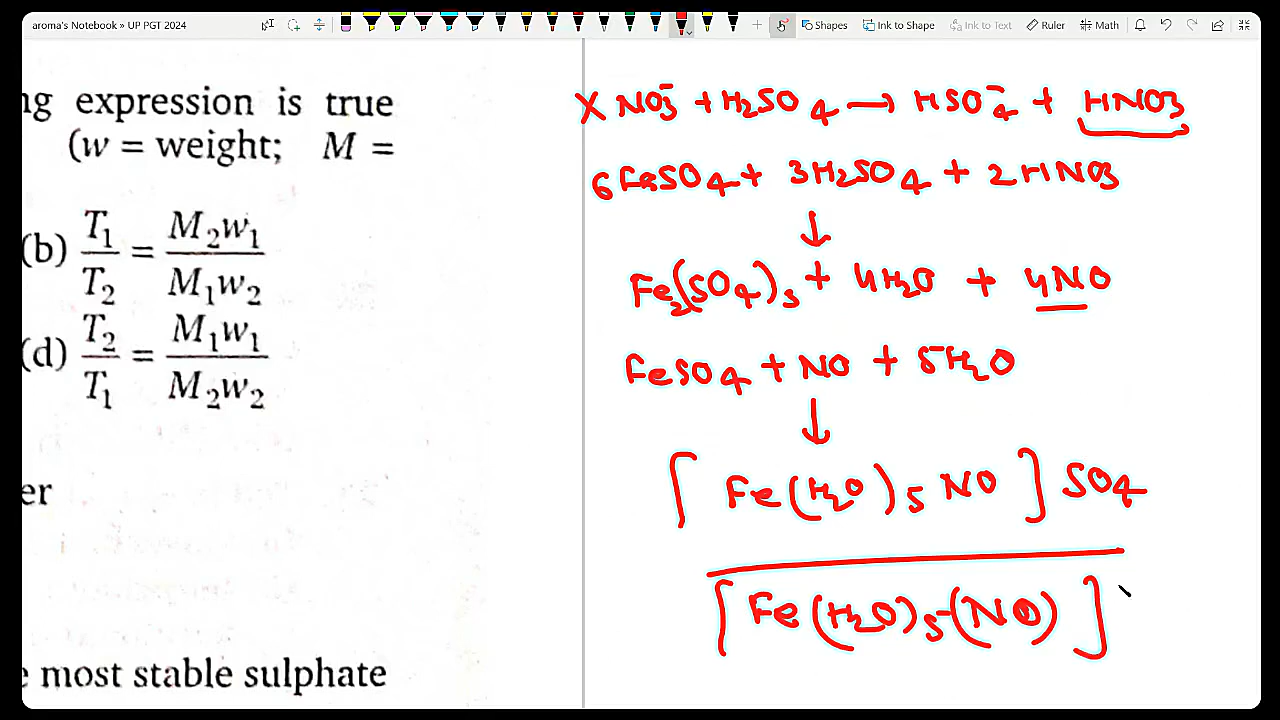 aroma's Notebook » UP PGT 2024
Shapes Ink to Shape Ink to Text Ruler Math
ng expression is true
(w = weight; M =
(b) T₁/T₂ = M₂w₁/M₁w₂
(d) T₂/T₁ = M₁w₁/M₂w₂
er
most stable sulphate
X NO₃⁻ + H₂SO₄ → HSO₄⁻ + HNO₃
6FeSO₄ + 3H₂SO₄ + 2HNO₃
↓
Fe₂(SO₄)₃ + 4H₂O + 4NO
FeSO₄ + NO + 5H₂O
↓
[Fe(H₂O)₅NO]SO₄
[Fe(H₂O)₅(NO)]